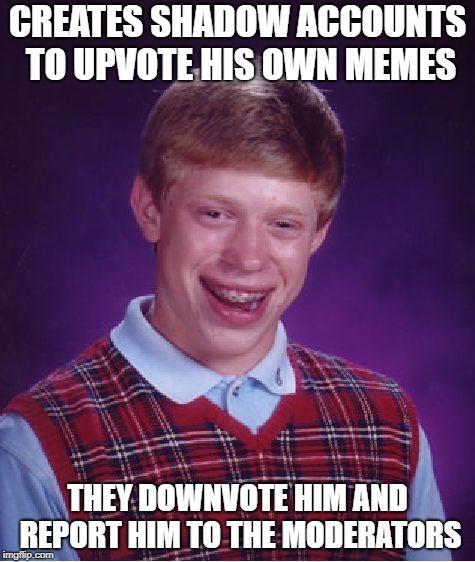 CREATES SHADOW ACCOUNTS
TO UPVOTE HIS OWN MEMES
THEY DOWNVOTE HIM AND
REPORT HIM TO THE MODERATORS
imgflip.com